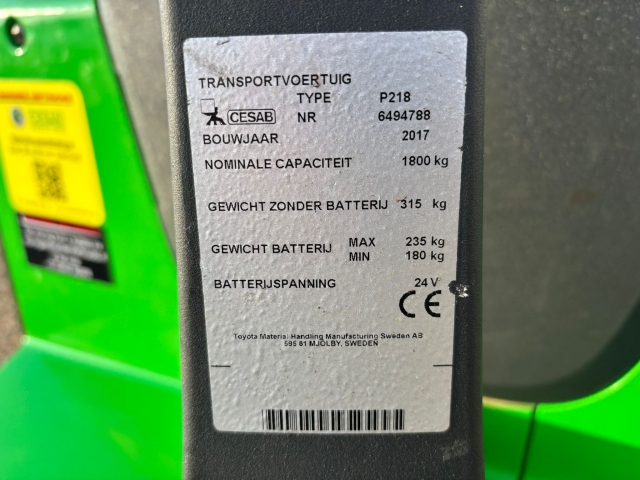 TRANSPORTVOERTUIG
TYPE P218
CESAB NR 6494788
BOUWJAAR 2017
NOMINALE CAPACITEIT 1800 kg
GEWICHT ZONDER BATTERIJ 315 kg
GEWICHT BATTERIJ MAX 235 kg
MIN 180 kg
BATTERIJSPANNING 24 V
CE
Toyota Material Handling Manufacturing Sweden AB
595 81 MJÖLBY, SWEDEN